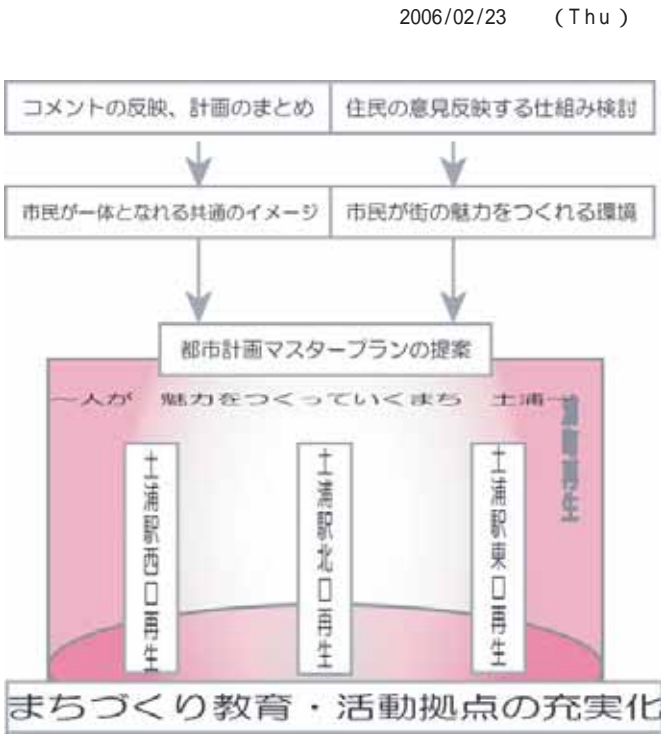 2006/02/23 (Thu)
コメントの反映、計画のまとめ
住民の意見反映する仕組み検討
市民が一体となれる共通のイメージ
市民が街の魅力をつくれる環境
都市計画マスタープランの提案
〜人が 魅力をつくっていくまち 土浦〜
再生
土浦駅西口再生
土浦駅北口再生
土浦駅東口再生
まちづくり教育・活動拠点の充実化